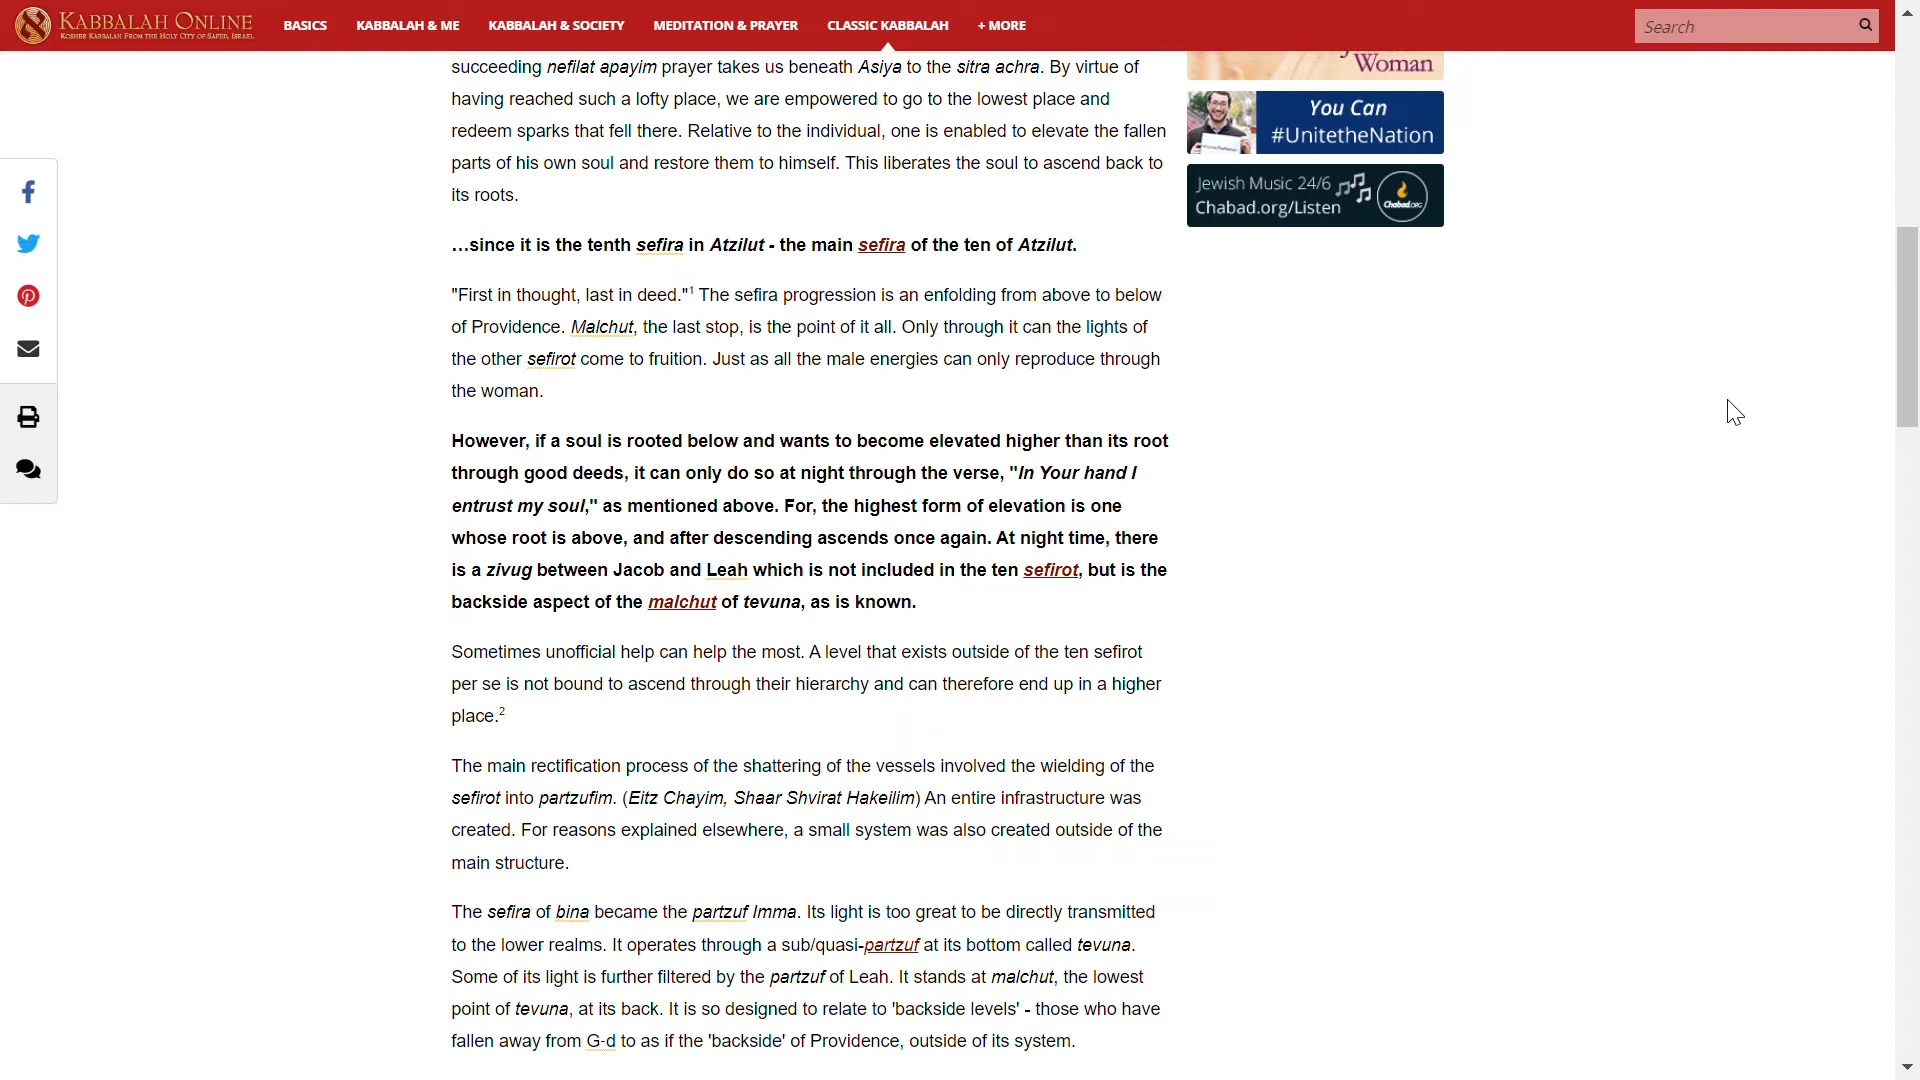 KABBALAH ONLINE
KOSHER KABBALAH FROM THE HOLY CITY OF SAFED, ISRAEL
BASICS
KABBALAH & ME
KABBALAH & SOCIETY
MEDITATION & PRAYER
CLASSIC KABBALAH
+ MORE
Search
succeeding nefilat apayim prayer takes us beneath Asiya to the sitra achra. By virtue of
having reached such a lofty place, we are empowered to go to the lowest place and
redeem sparks that fell there. Relative to the individual, one is enabled to elevate the fallen
parts of his own soul and restore them to himself. This liberates the soul to ascend back to
its roots.
…since it is the tenth sefira in Atzilut - the main sefira of the ten of Atzilut.
"First in thought, last in deed."1 The sefira progression is an enfolding from above to below
of Providence. Malchut, the last stop, is the point of it all. Only through it can the lights of
the other sefirot come to fruition. Just as all the male energies can only reproduce through
the woman.
However, if a soul is rooted below and wants to become elevated higher than its root
through good deeds, it can only do so at night through the verse, "In Your hand I
entrust my soul," as mentioned above. For, the highest form of elevation is one
whose root is above, and after descending ascends once again. At night time, there
is a zivug between Jacob and Leah which is not included in the ten sefirot, but is the
backside aspect of the malchut of tevuna, as is known.
Sometimes unofficial help can help the most. A level that exists outside of the ten sefirot
per se is not bound to ascend through their hierarchy and can therefore end up in a higher
place.2
The main rectification process of the shattering of the vessels involved the wielding of the
sefirot into partzufim. (Eitz Chayim, Shaar Shvirat Hakeilim) An entire infrastructure was
created. For reasons explained elsewhere, a small system was also created outside of the
main structure.
The sefira of bina became the partzuf Imma. Its light is too great to be directly transmitted
to the lower realms. It operates through a sub/quasi-partzuf at its bottom called tevuna.
Some of its light is further filtered by the partzuf of Leah. It stands at malchut, the lowest
point of tevuna, at its back. It is so designed to relate to 'backside levels' - those who have
fallen away from G-d to as if the 'backside' of Providence, outside of its system.
Woman
You Can
#UnitetheNation
Jewish Music 24/6
Chabad.org/Listen
Chabad.ORG